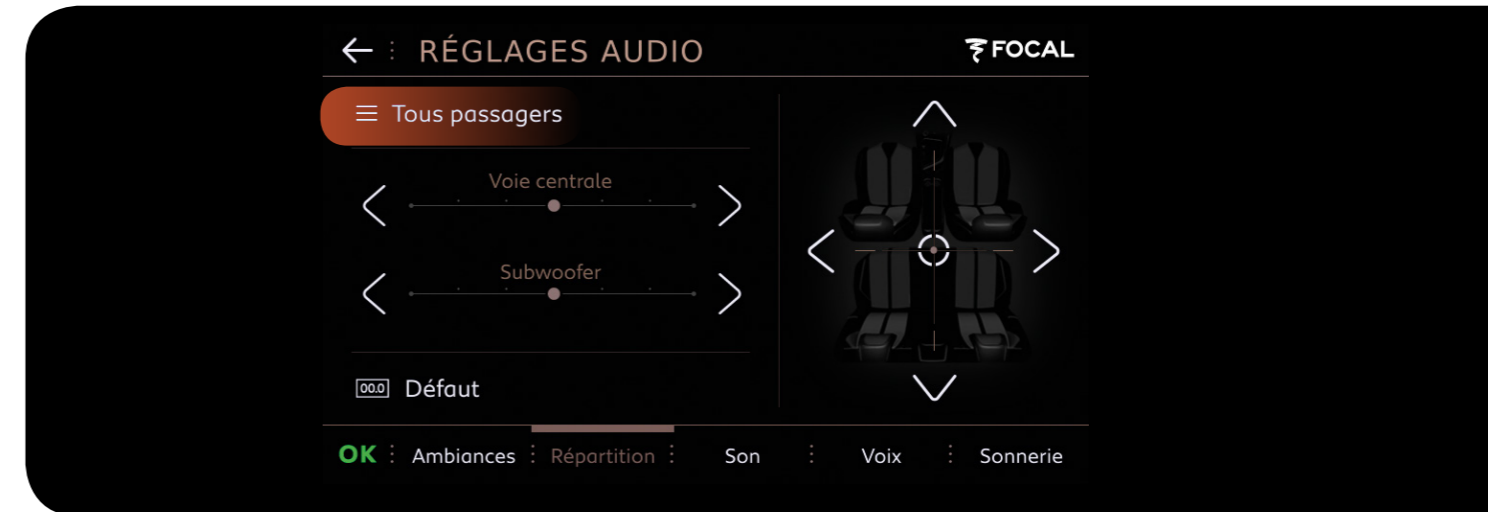 RÉGLAGES AUDIO
FOCAL
Tous passagers
Voie centrale
Subwoofer
00.0 Défaut
OK Ambiances Répartition Son Voix Sonnerie